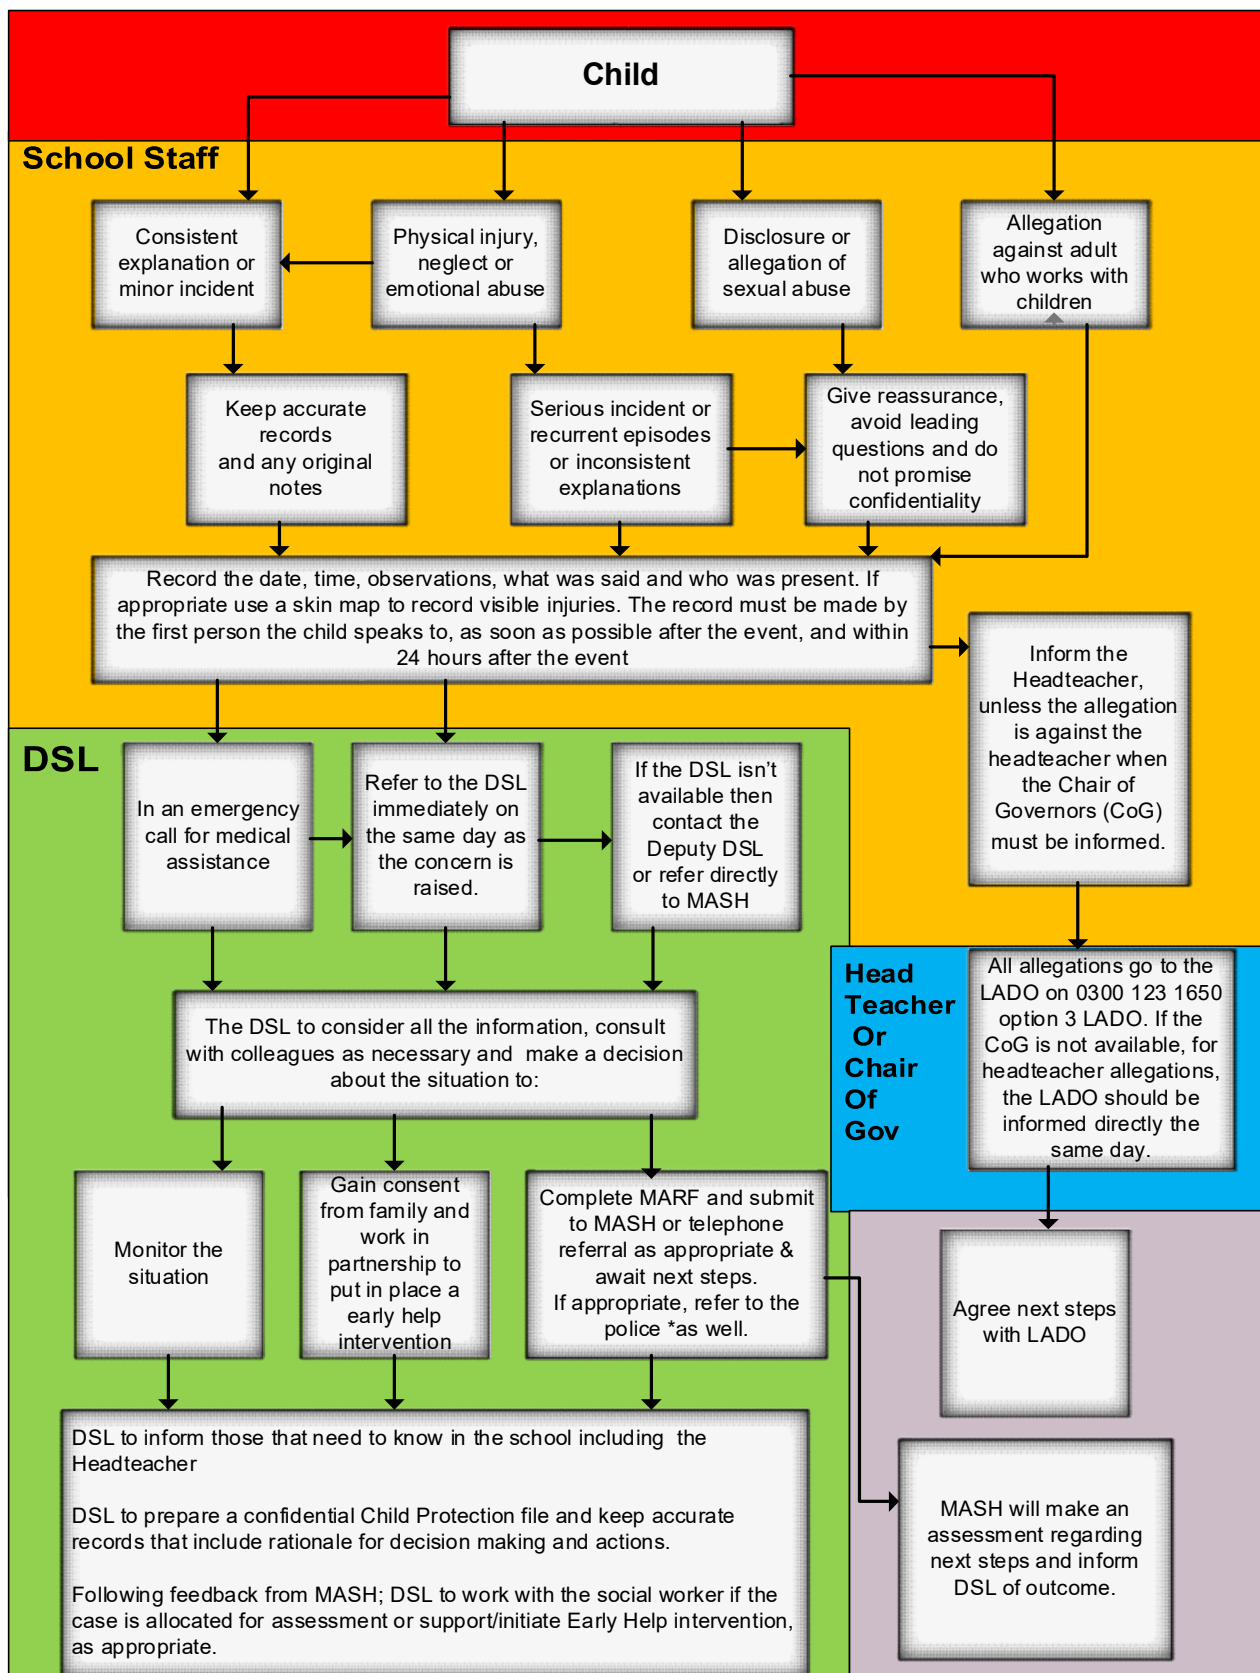 Child
School Staff
Consistent
explanation or
minor incident
Physical injury,
neglect or
emotional abuse
Disclosure or
allegation of
sexual abuse
Allegation
against adult
who works with
children
Keep accurate
records
and any original
notes
Serious incident or
recurrent episodes
or inconsistent
explanations
Give reassurance,
avoid leading
questions and do
not promise
confidentiality
Record the date, time, observations, what was said and who was present. If
appropriate use a skin map to record visible injuries. The record must be made by
the first person the child speaks to, as soon as possible after the event, and within
24 hours after the event
Inform the
Headteacher,
unless the allegation
is against the
headteacher when
the Chair of
Governors (CoG)
must be informed.
DSL
In an emergency
call for medical
assistance
Refer to the DSL
immediately on
the same day as
the concern is
raised.
If the DSL isn't
available then
contact the
Deputy DSL
or refer directly
to MASH
Head
Teacher
Or
Chair
Of
Gov
All allegations go to the
LADO on 0300 123 1650
option 3 LADO. If the
CoG is not available, for
headteacher allegations,
the LADO should be
informed directly the
same day.
The DSL to consider all the information, consult
with colleagues as necessary and  make a decision
about the situation to:
Monitor the
situation
Gain consent
from family and
work in
partnership to
put in place a
early help
intervention
Complete MARF and submit
to MASH or telephone
referral as appropriate &
await next steps.
If appropriate, refer to the
police *as well.
Agree next steps
with LADO
DSL to inform those that need to know in the school including  the
Headteacher
DSL to prepare a confidential Child Protection file and keep accurate
records that include rationale for decision making and actions.
Following feedback from MASH; DSL to work with the social worker if the
case is allocated for assessment or support/initiate Early Help intervention,
as appropriate.
MASH will make an
assessment regarding
next steps and inform
DSL of outcome.